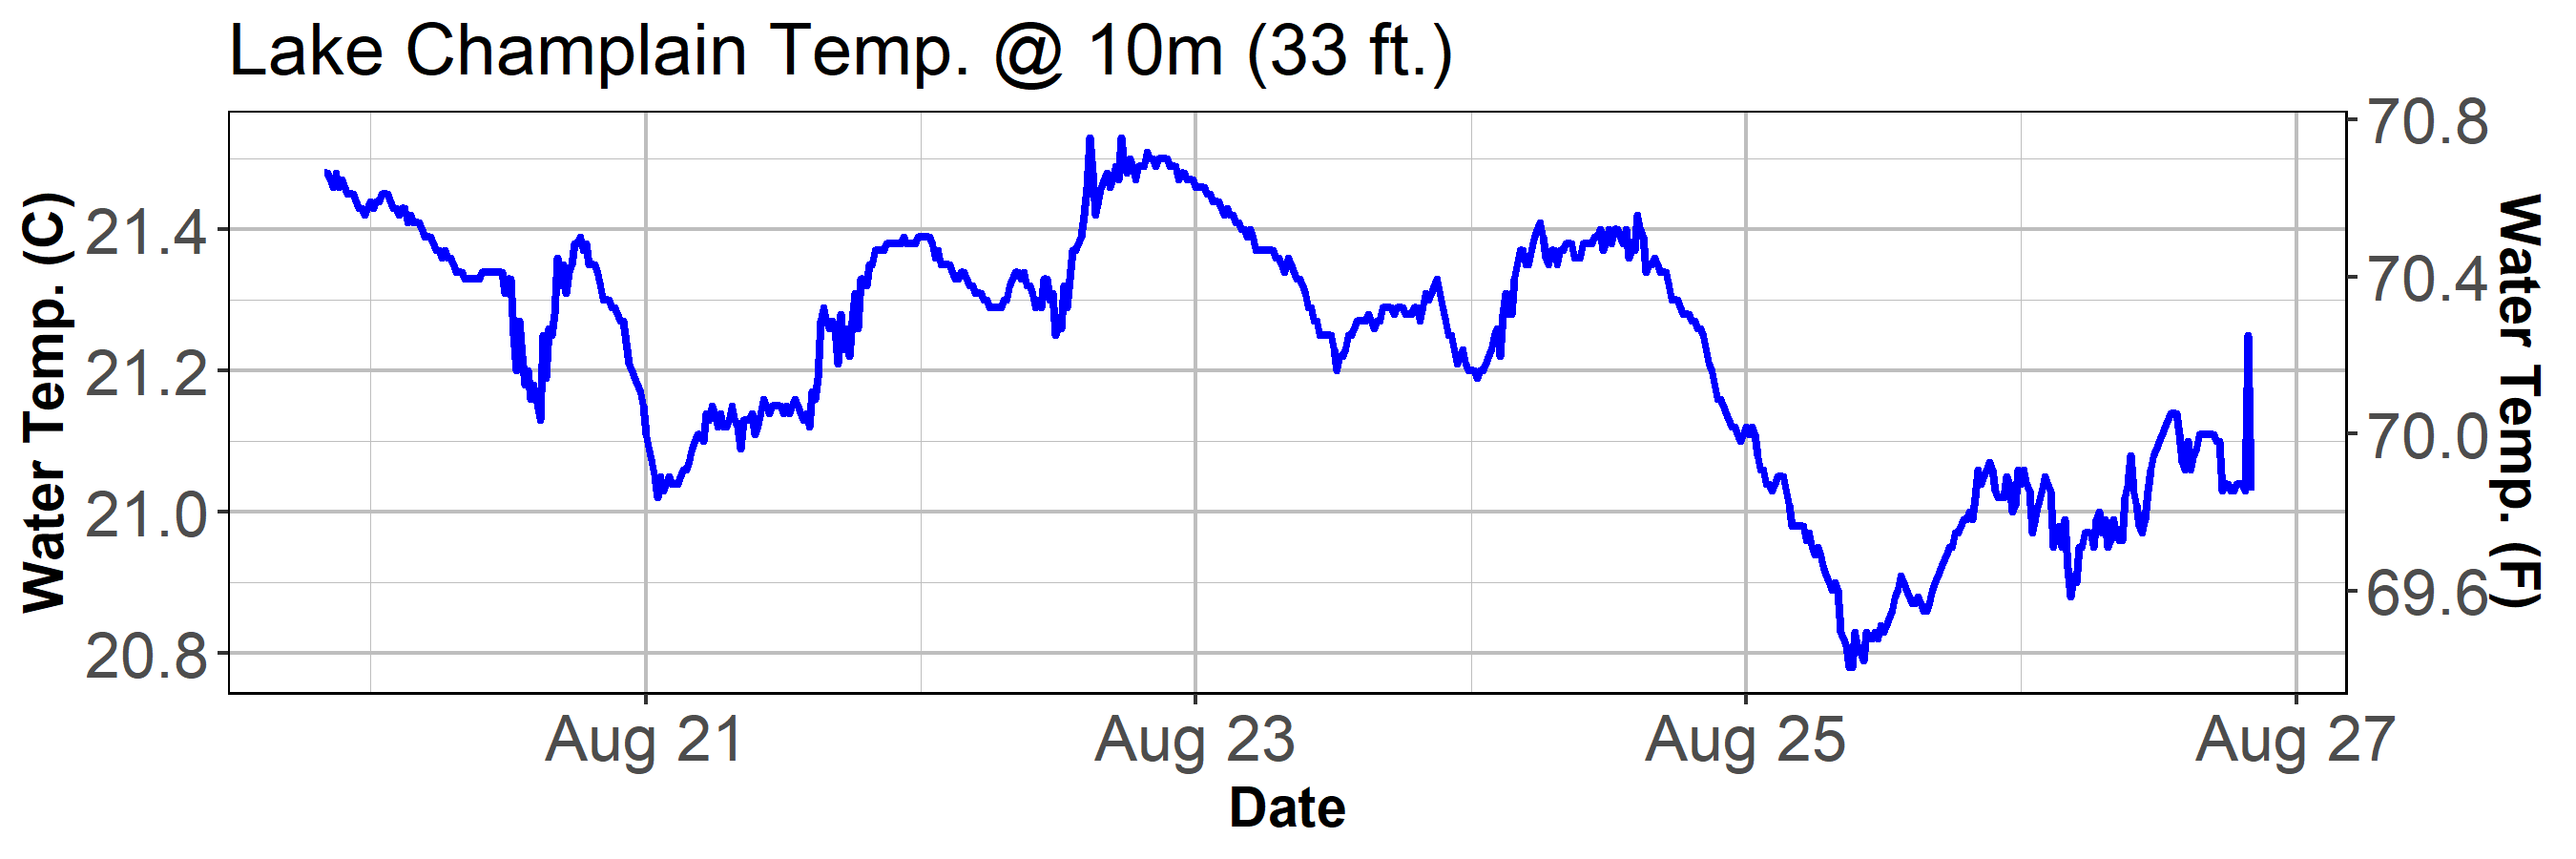 Lake Champlain Temp. @ 10m (33 ft.)
Water Temp. (C)
21.4
21.2
21.0
20.8
70.8
70.4
70.0
69.6
Water Temp. (F)
Aug 21
Aug 23
Aug 25
Aug 27
Date